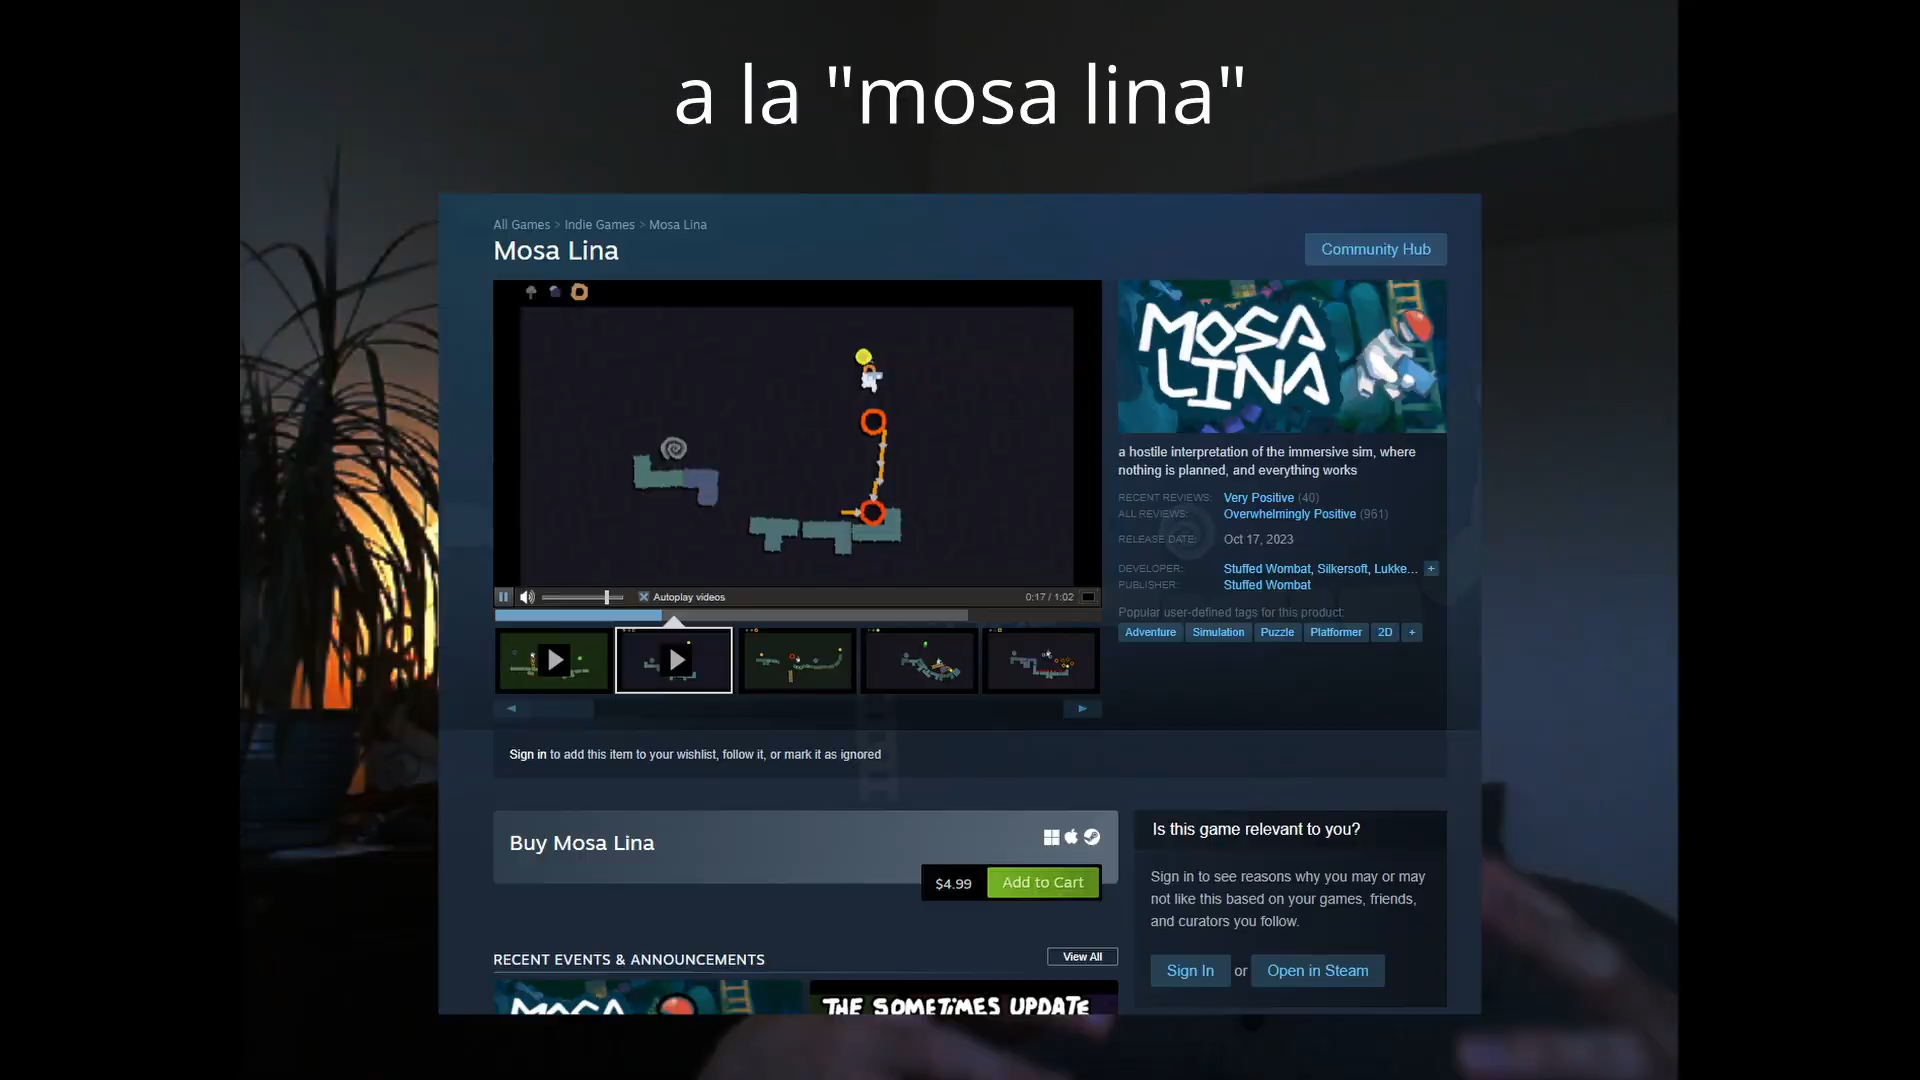 a la "mosa lina"
All Games > Indie Games > Mosa Lina
Mosa Lina
Community Hub
MOSA
LINA
a hostile interpretation of the immersive sim, where
nothing is planned, and everything works
RECENT REVIEWS: Very Positive (40)
ALL REVIEWS: Overwhelmingly Positive (961)
RELEASE DATE: Oct 17, 2023
DEVELOPER: Stuffed Wombat, Silkersoft, Lukke... +
PUBLISHER: Stuffed Wombat
Popular user-defined tags for this product:
Adventure Simulation Puzzle Platformer 2D +
Autoplay videos 0:17 / 1:02
Sign in to add this item to your wishlist, follow it, or mark it as ignored
Buy Mosa Lina
$4.99 Add to Cart
Is this game relevant to you?
Sign in to see reasons why you may or may
not like this based on your games, friends,
and curators you follow.
Sign In or Open in Steam
RECENT EVENTS & ANNOUNCEMENTS View All
MOSA
THE SOMETIMES UPDATE